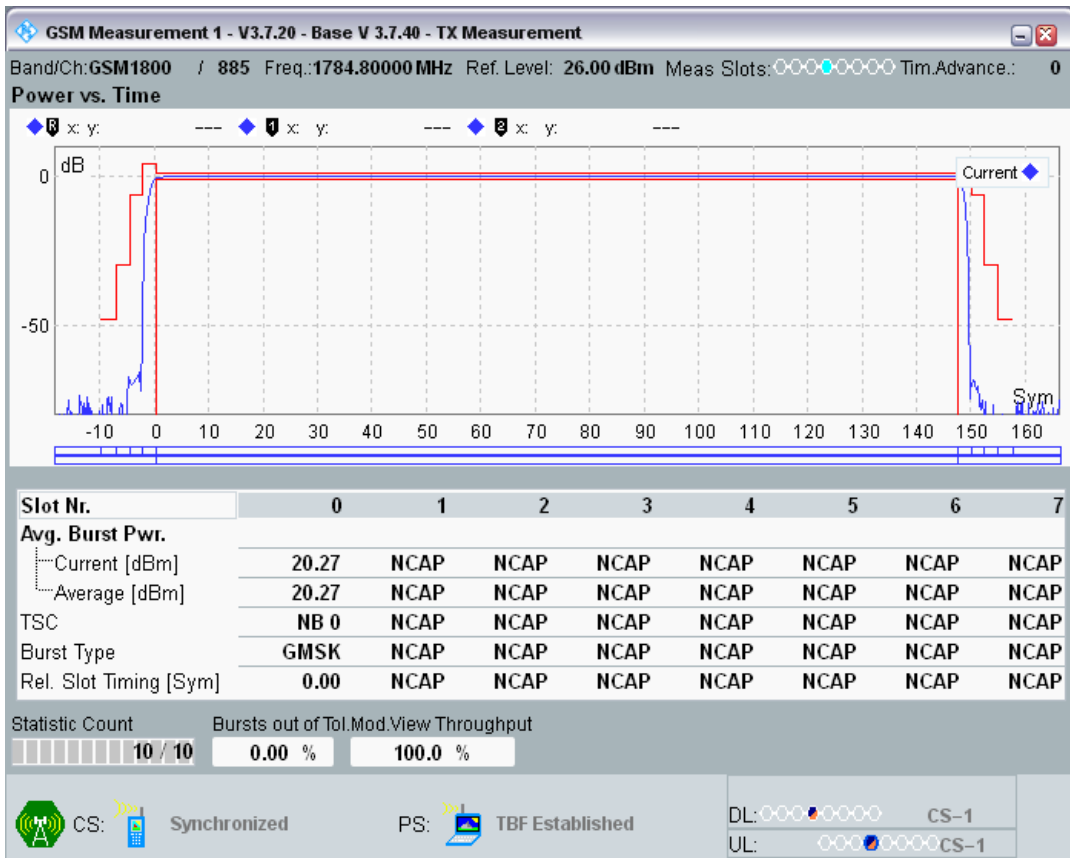 GSM Measurement 1 - V3.7.20 - Base V 3.7.40 - TX Measurement
Band/Ch:GSM1800 / 885 Freq.:1784.80000 MHz Ref. Level: 26.00 dBm Meas Slots: Tim.Advance.: 0
Power vs. Time
R x: y: --- 1 x: y: --- 2 x: y: ---
dB
Current
0
-50
Sym
-10 0 10 20 30 40 50 60 70 80 90 100 110 120 130 140 150 160
Slot Nr. 0 1 2 3 4 5 6 7
Avg. Burst Pwr.
Current [dBm] 20.27 NCAP NCAP NCAP NCAP NCAP NCAP NCAP
Average [dBm] 20.27 NCAP NCAP NCAP NCAP NCAP NCAP NCAP
TSC NB 0 NCAP NCAP NCAP NCAP NCAP NCAP NCAP
Burst Type GMSK NCAP NCAP NCAP NCAP NCAP NCAP NCAP
Rel. Slot Timing [Sym] 0.00 NCAP NCAP NCAP NCAP NCAP NCAP NCAP
Statistic Count Bursts out of Tol.Mod.View Throughput
10 / 10 0.00 % 100.0 %
CS: Synchronized PS: TBF Established
DL: CS-1
UL: CS-1